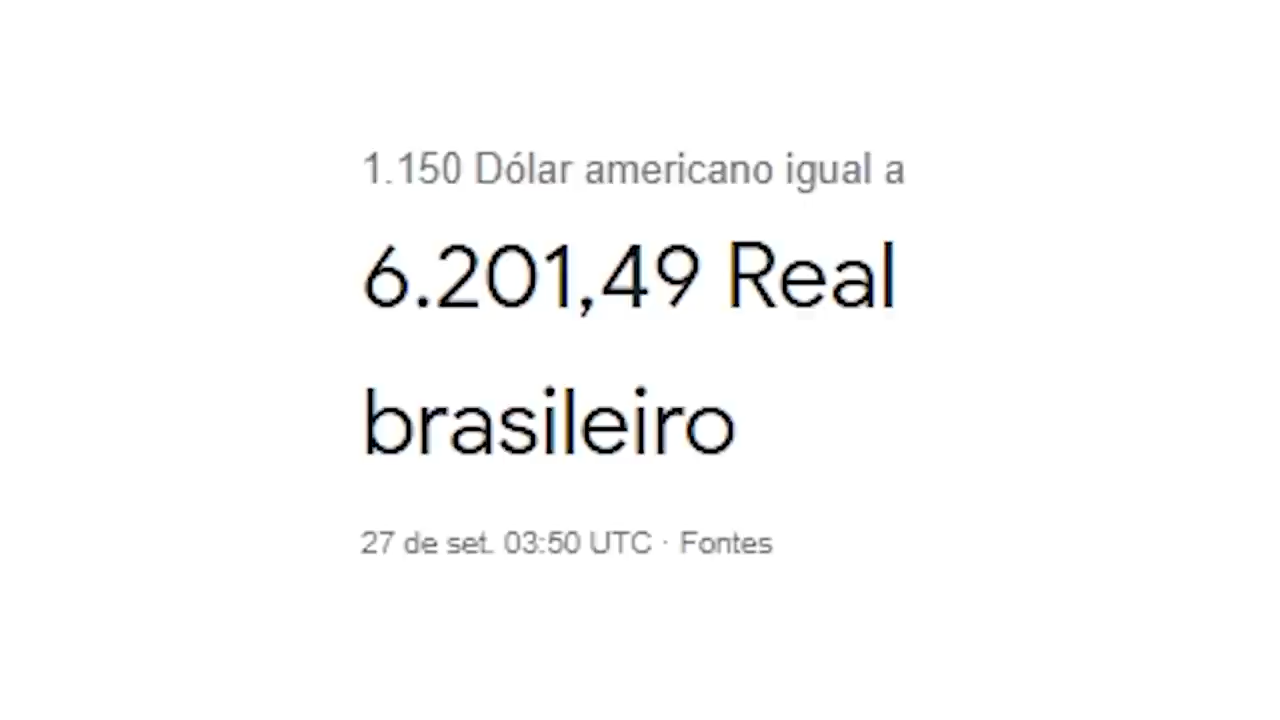 1.150 Dólar americano igual a
6.201,49 Real
brasileiro
27 de set. 03:50 UTC · Fontes